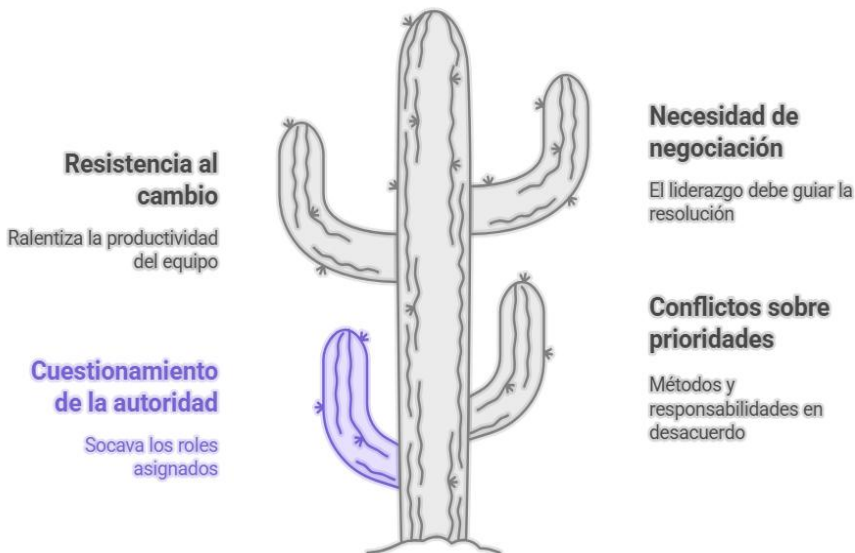 Resistencia al
cambio
Ralentiza la productividad
del equipo
Cuestionamiento
de la autoridad
Socava los roles
asignados
Necesidad de
negociación
El liderazgo debe guiar la
resolución
Conflictos sobre
prioridades
Métodos y
responsabilidades en
desacuerdo